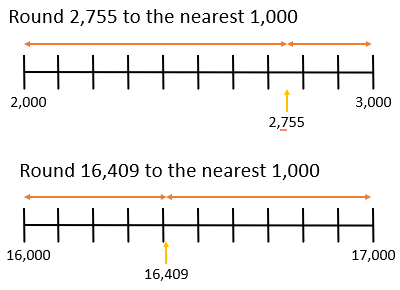 Round 2,755 to the nearest 1,000
2,000 3,000
2,755
Round 16,409 to the nearest 1,000
16,000 17,000
16,409